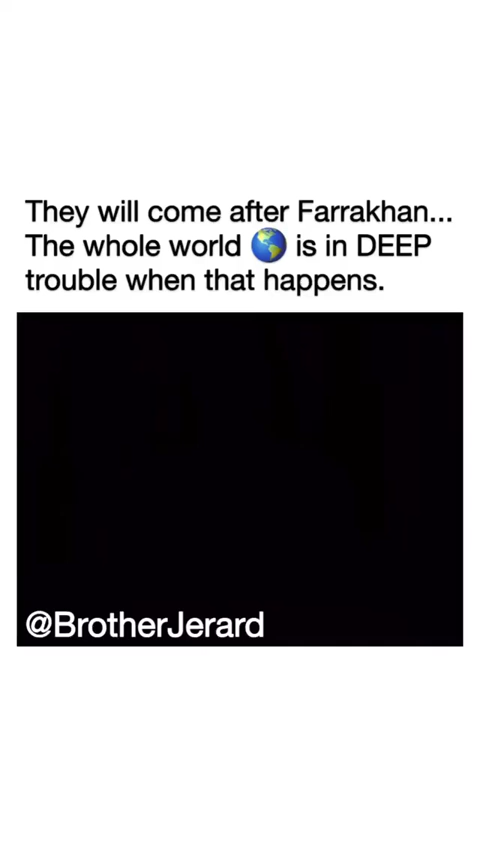 They will come after Farrakhan...
The whole world 🌎 is in DEEP
trouble when that happens.
@BrotherJerard